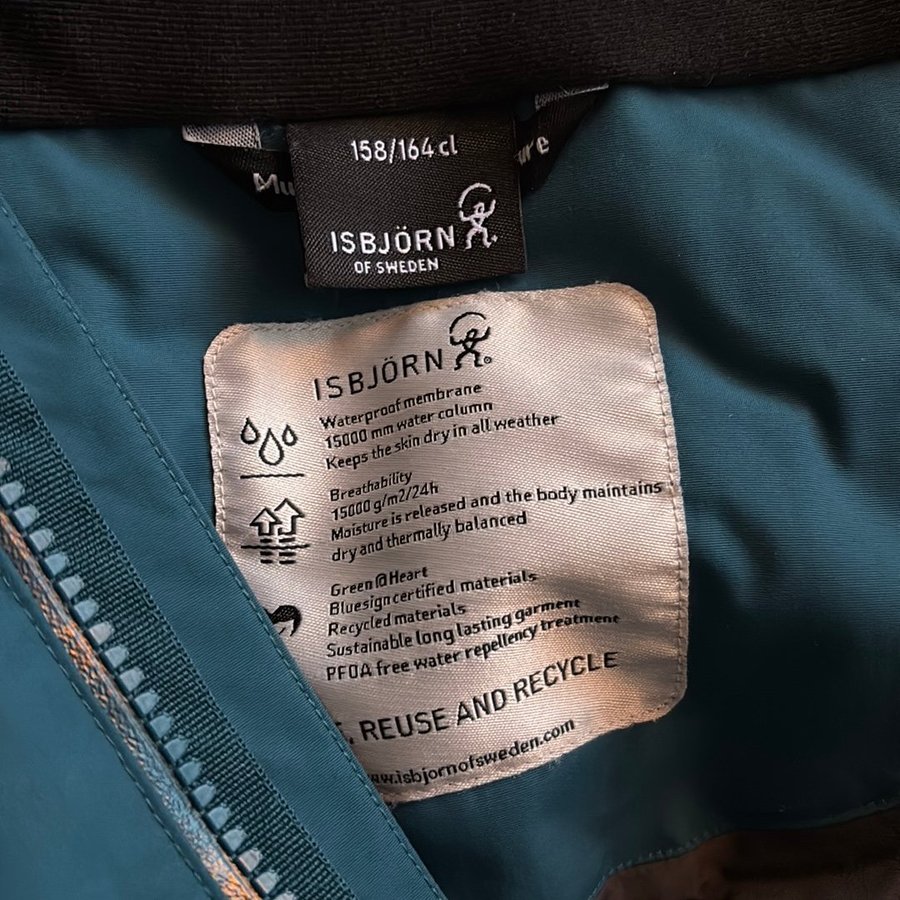 158/164 cl
Mu
ure
ISBJÖRN
OF SWEDEN
ISBJÖRN
Waterproof membrane
15000 mm water column
Keeps the skin dry in all weather
Breathability
15000 g/m2/24h
Moisture is released and the body maintains
dry and thermally balanced
Green@Heart
Bluesign certified materials
Recycled materials
Sustainable long lasting garment
PFOA free water repellency treatment
REUSE AND RECYCLE
www.isbjornofsweden.com